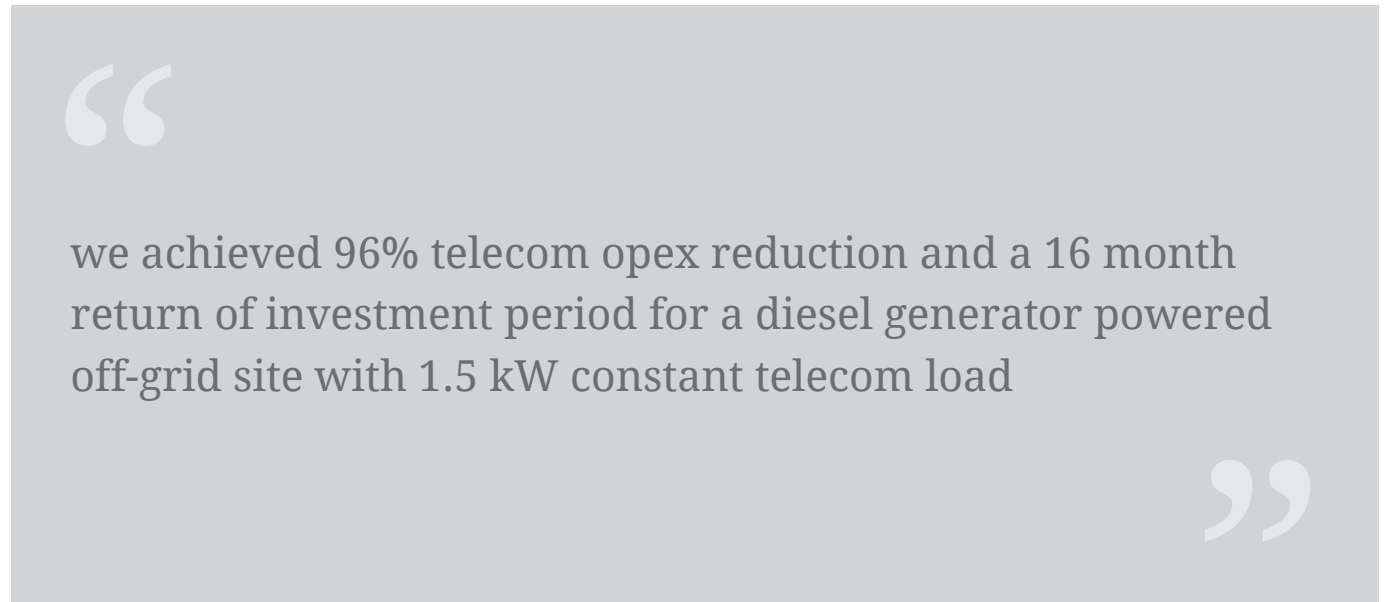 “
we achieved 96% telecom opex reduction and a 16 month
return of investment period for a diesel generator powered
off-grid site with 1.5 kW constant telecom load
”